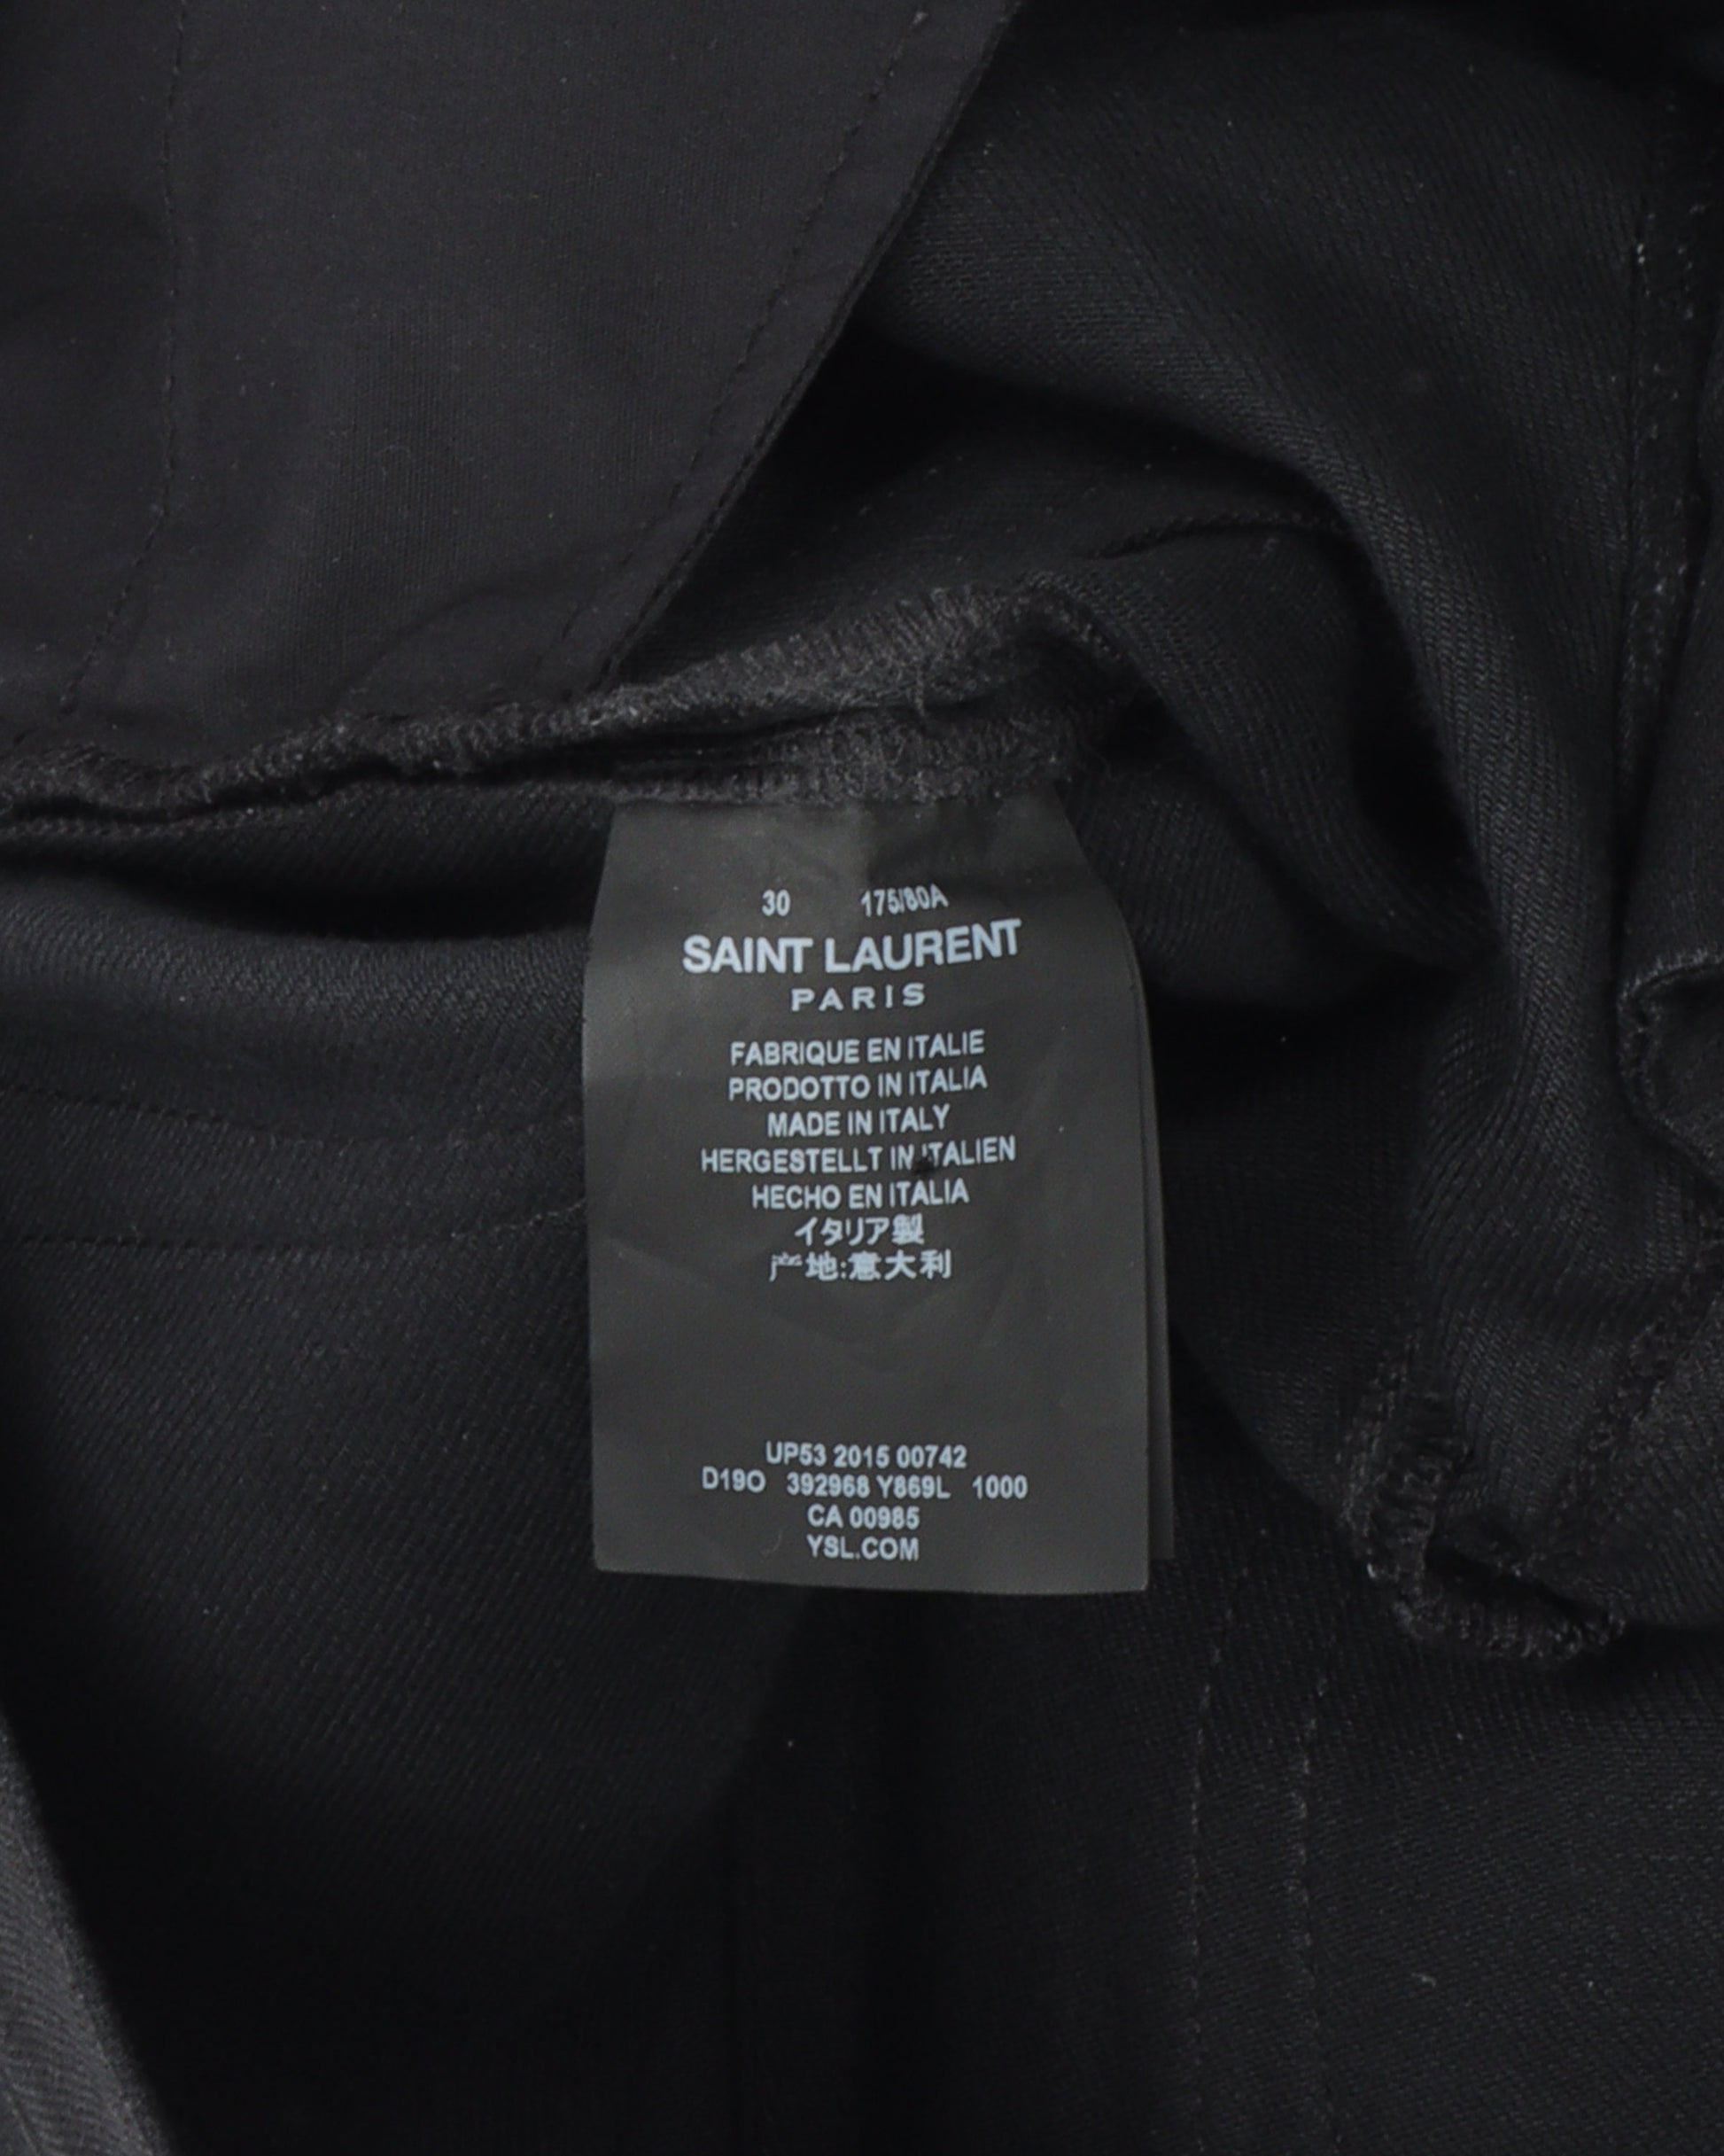 30 175/80A
SAINT LAURENT
PARIS
FABRIQUE EN ITALIE
PRODOTTO IN ITALIA
MADE IN ITALY
HERGESTELLT IN ITALIEN
HECHO EN ITALIA
イタリア製
产地:意大利
UP53 2015 00742
D19O 392968 Y869L 1000
CA 00985
YSL.COM